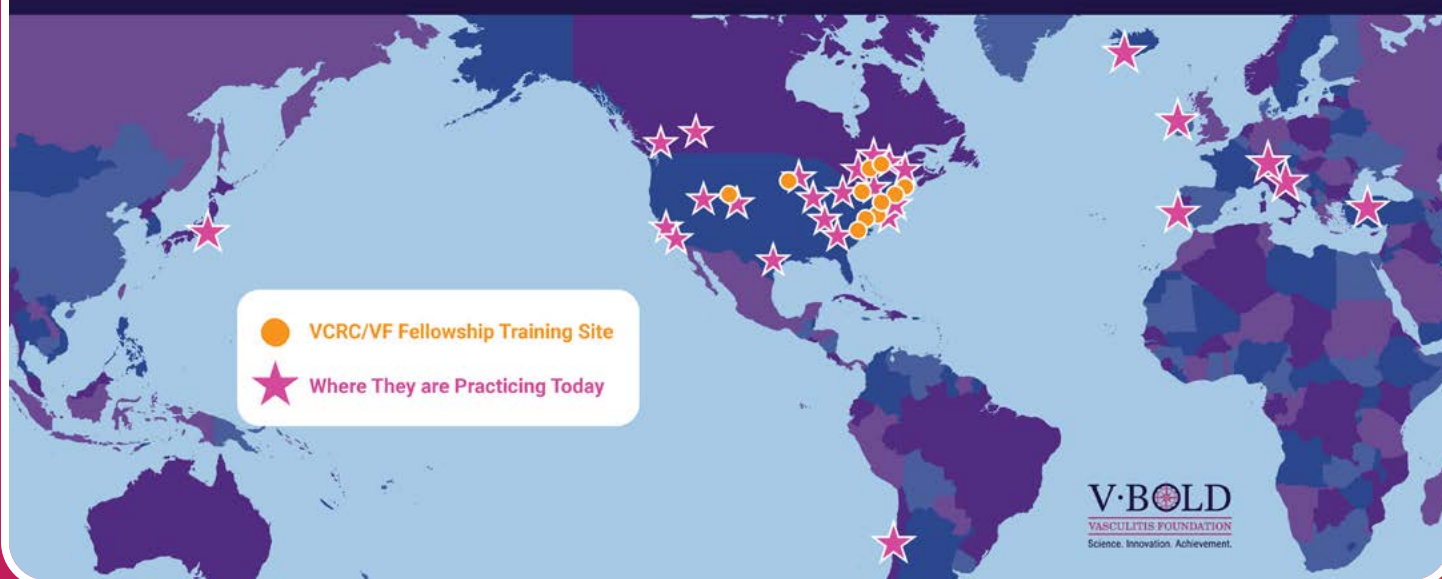 VCRC/VF Fellowship Training Site
Where They are Practicing Today
V·BOLD
VASCULITIS FOUNDATION
Science. Innovation. Achievement.